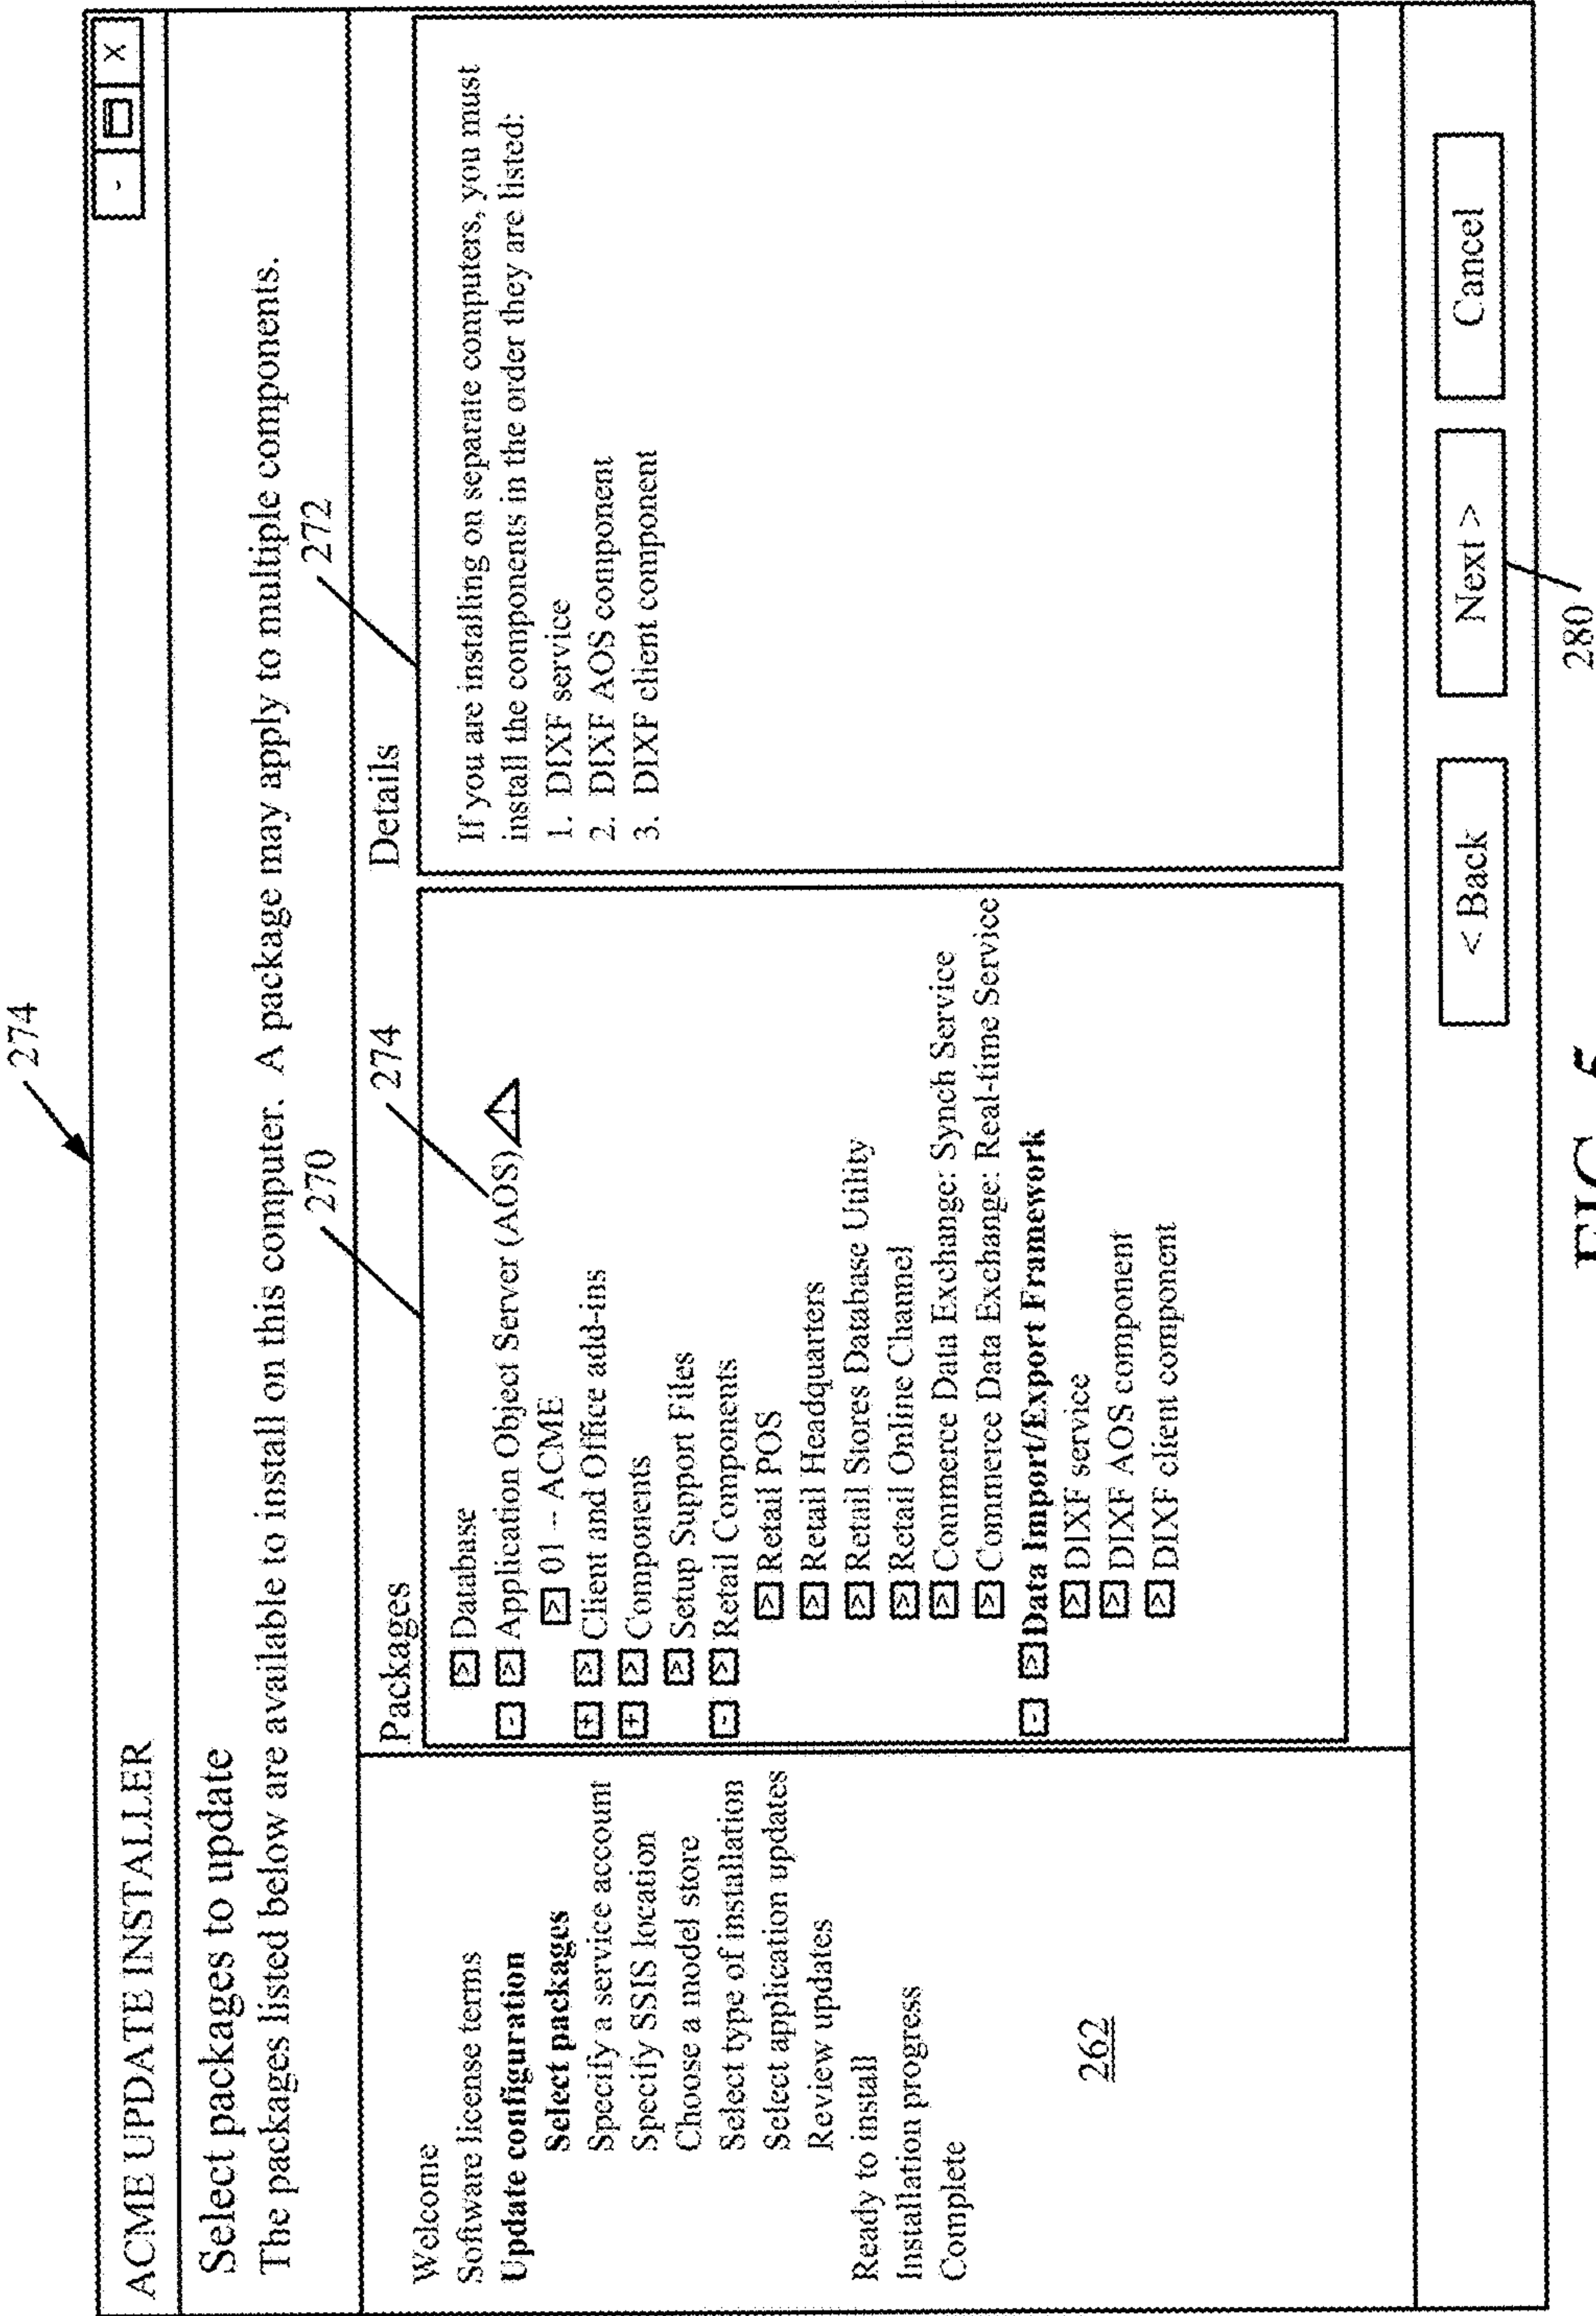 274
ACME UPDATE INSTALLER
- X
Select packages to update
The packages listed below are available to install on this computer. A package may apply to multiple components.
270
272
Welcome
Software license terms
Update configuration
Select packages
Specify a service account
Specify SSIS location
Choose a model store
Select type of installation
Select application updates
Review updates
Ready to install
Installation progress
Complete
262
Packages
274
> Database
- > Application Object Server (AOS) !
> 01 – ACME
+ > Client and Office add-ins
+ > Components
> Setup Support Files
- > Retail Components
> Retail POS
> Retail Headquarters
> Retail Stores Database Utility
> Retail Online Channel
> Commerce Data Exchange: Synch Service
> Commerce Data Exchange: Real-time Service
- > Data Import/Export Framework
> DIXF service
> DIXF AOS component
> DIXF client component
Details
If you are installing on separate computers, you must
install the components in the order they are listed:
1. DIXF service
2. DIXF AOS component
3. DIXF client component
< Back
Next >
Cancel
280